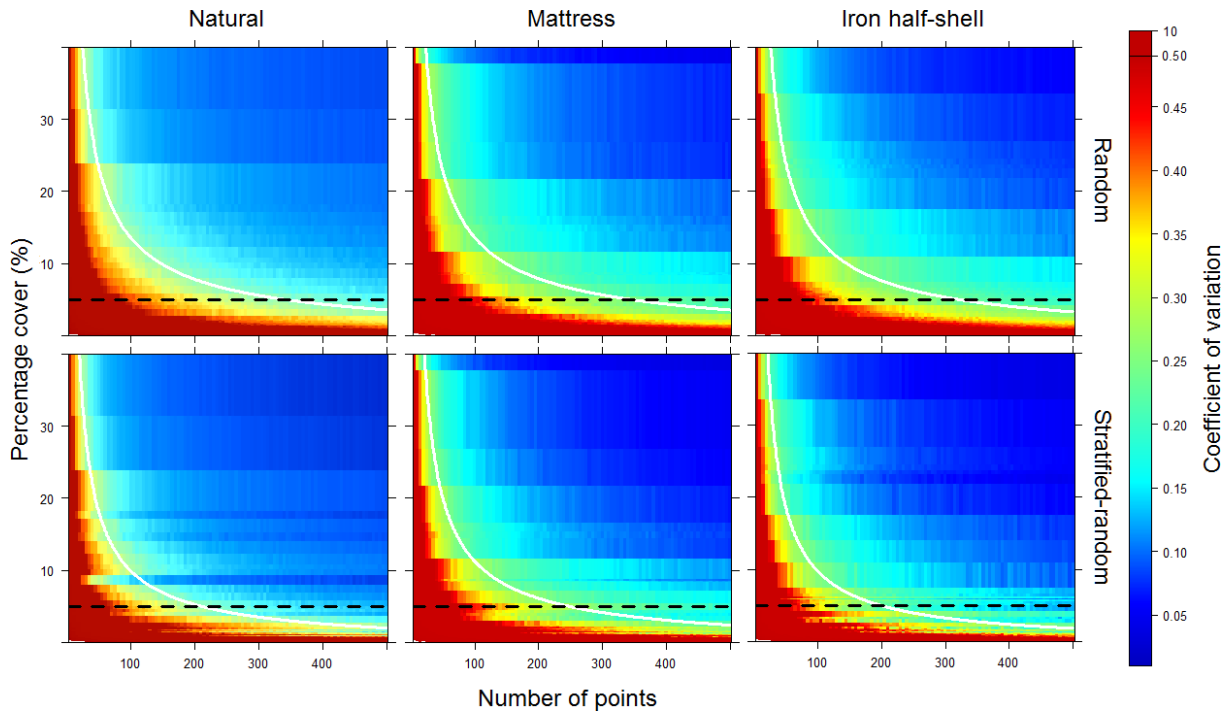 Natural
Mattress
Iron half-shell
10
0.50
0.45
0.40
0.35
0.30
0.25
0.20
0.15
0.10
0.05
Coefficient of variation
Random
Stratified-random
Percentage cover (%)
30
20
10
30
20
10
100 200 300 400
100 200 300 400
100 200 300 400
Number of points